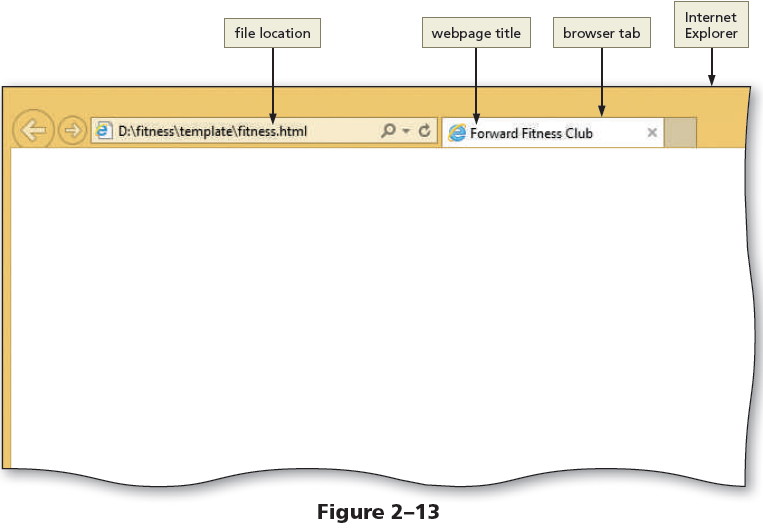 file location
webpage title
browser tab
Internet
Explorer
D:\fitness\template\fitness.html
Forward Fitness Club
Figure 2–13